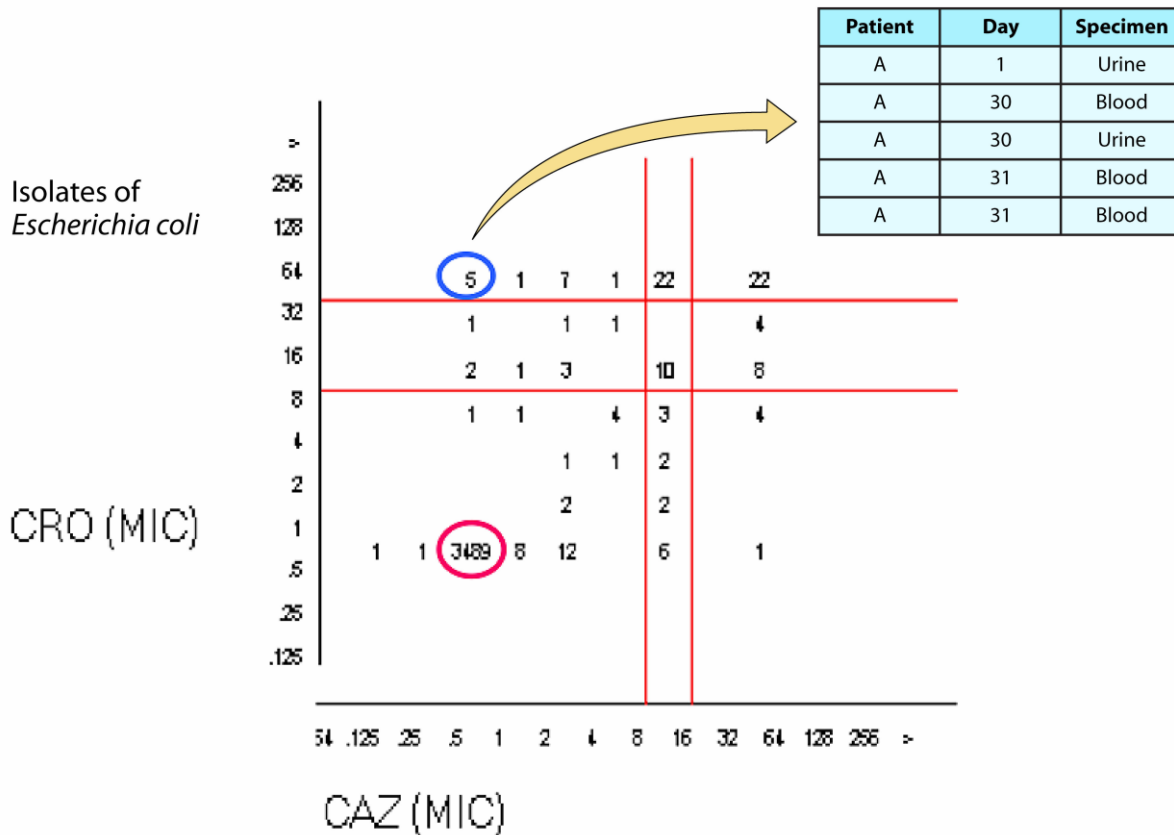 Patient Day Specimen
A 1 Urine
A 30 Blood
A 30 Urine
A 31 Blood
A 31 Blood
Isolates of
Escherichia coli
>
256
128
64
32
16
8
4
2
1
.5
.25
.125
5 1 7 1 22 22
1 1 1 4
2 1 3 10 8
1 1 4 3 4
1 1 2
2 2
1 1 3489 8 12 6 1
CRO (MIC)
64 .125 .25 .5 1 2 4 8 16 32 64 128 256 >
CAZ (MIC)